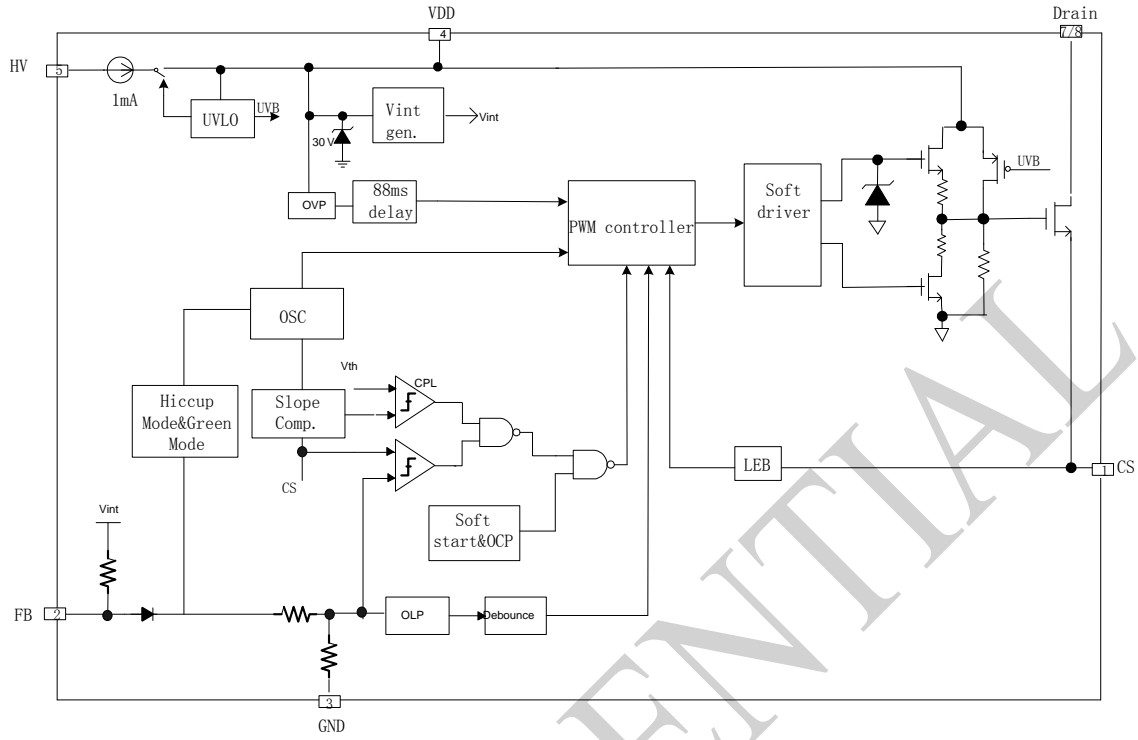 VDD
Drain
4
7/8
HV
5
1mA
UVLO
UVB
30 V
Vint
gen.
Vint
OVP
88ms
delay
PWM controller
Soft
driver
UVB
OSC
Vth
CPL
Hiccup
Mode&Green
Mode
Slope
Comp.
CS
LEB
1
CS
Soft
start&OCP
Vint
FB
2
OLP
Debounce
3
GND
ENTIAL